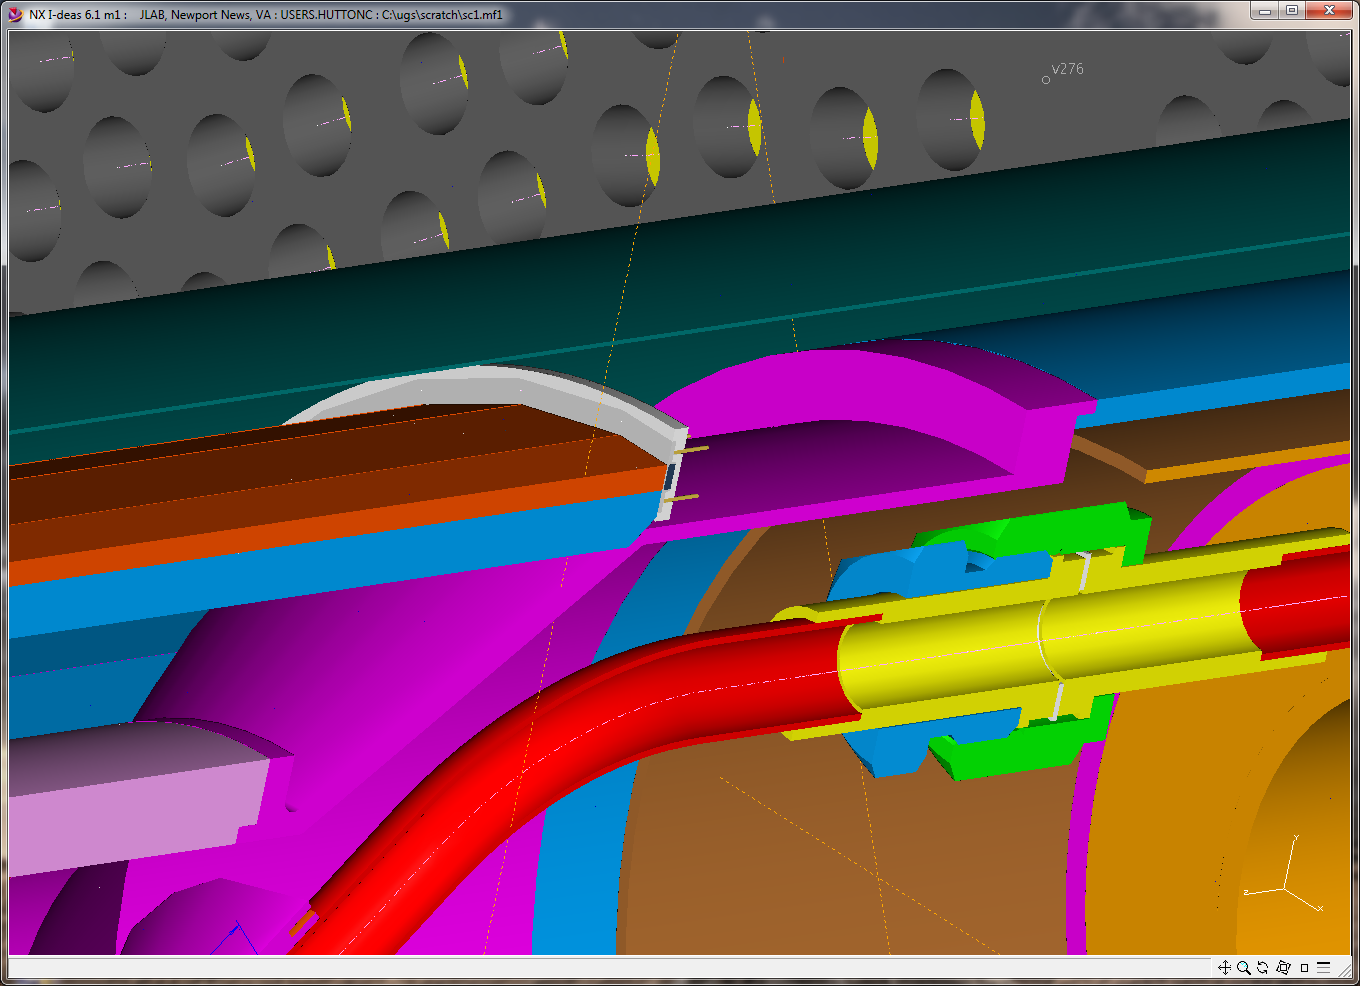 NX I-deas 6.1 m1 : JLAB, Newport News, VA : USERS.HUTTONC : C:\ugs\scratch\sc1.mf1
V276
Y
Z
X